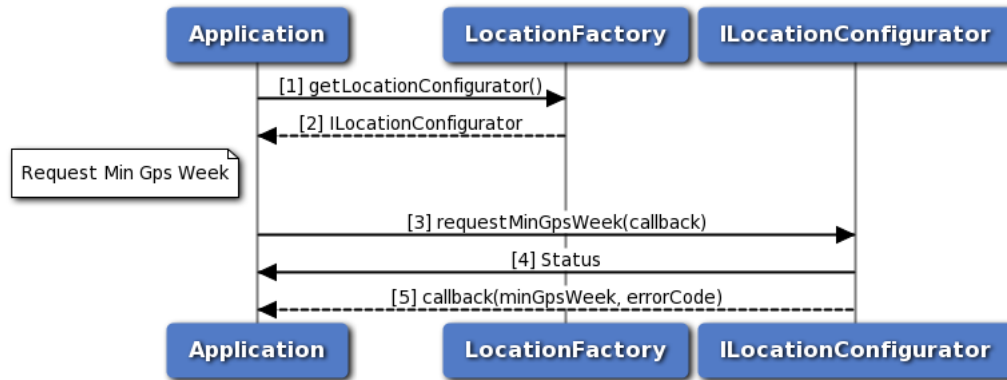 Application
LocationFactory
ILocationConfigurator
[1] getLocationConfigurator()
[2] ILocationConfigurator
Request Min Gps Week
[3] requestMinGpsWeek(callback)
[4] Status
[5] callback(minGpsWeek, errorCode)
Application
LocationFactory
ILocationConfigurator